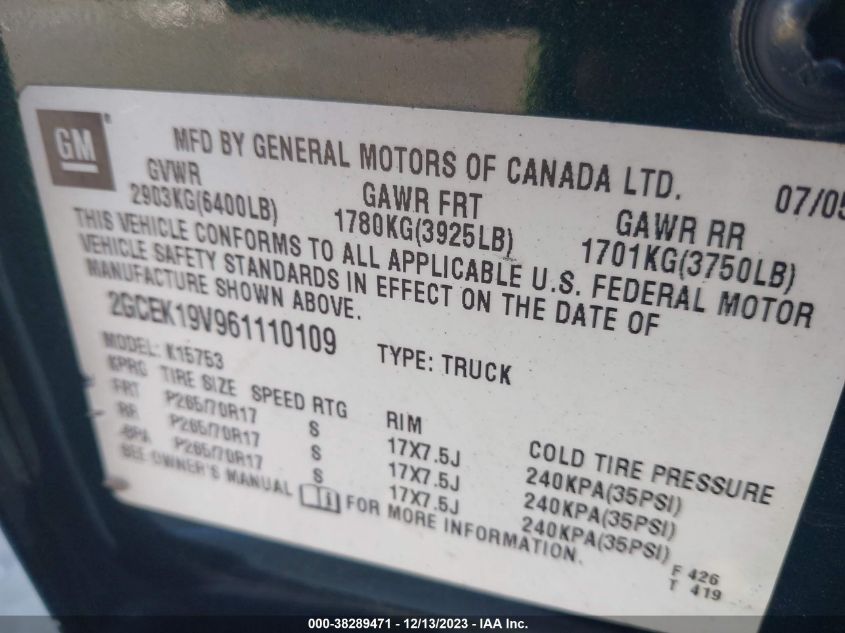 GM ®
MFD BY GENERAL MOTORS OF CANADA LTD. 07/05
GVWR GAWR FRT GAWR RR
2903KG(6400LB) 1780KG(3925LB) 1701KG(3750LB)
THIS VEHICLE CONFORMS TO ALL APPLICABLE U.S. FEDERAL MOTOR
VEHICLE SAFETY STANDARDS IN EFFECT ON THE DATE OF
MANUFACTURE SHOWN ABOVE.
2GCEK19V961110109 TYPE: TRUCK
MODEL: K15753
KPRG TIRE SIZE SPEED RTG RIM COLD TIRE PRESSURE
FRT P265/70R17 S 17X7.5J 240KPA(35PSI)
RR P265/70R17 S 17X7.5J 240KPA(35PSI)
-BPA P265/70R17 S 17X7.5J 240KPA(35PSI)
SEE OWNER'S MANUAL FOR MORE INFORMATION.
F 426
T 419
000-38289471 - 12/13/2023 - IAA Inc.